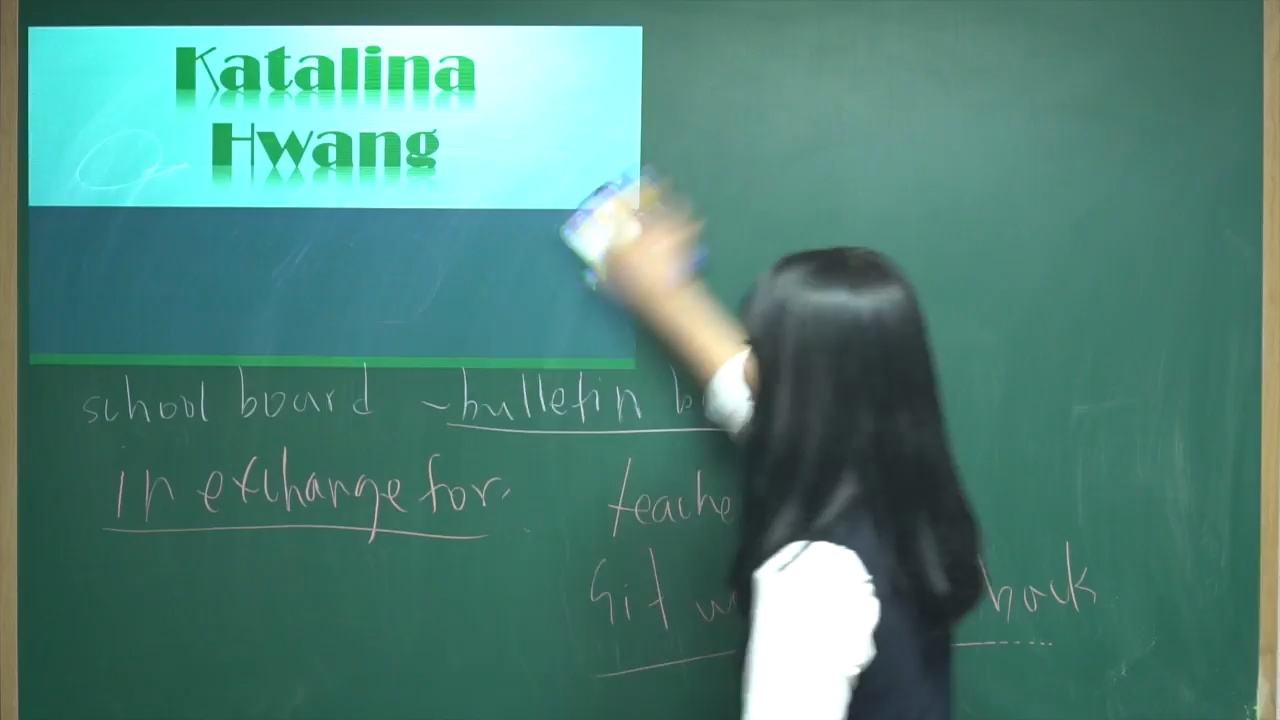 Katalina
Hwang
school board ~bulletin b
in exchange for.
teache
Sit w back